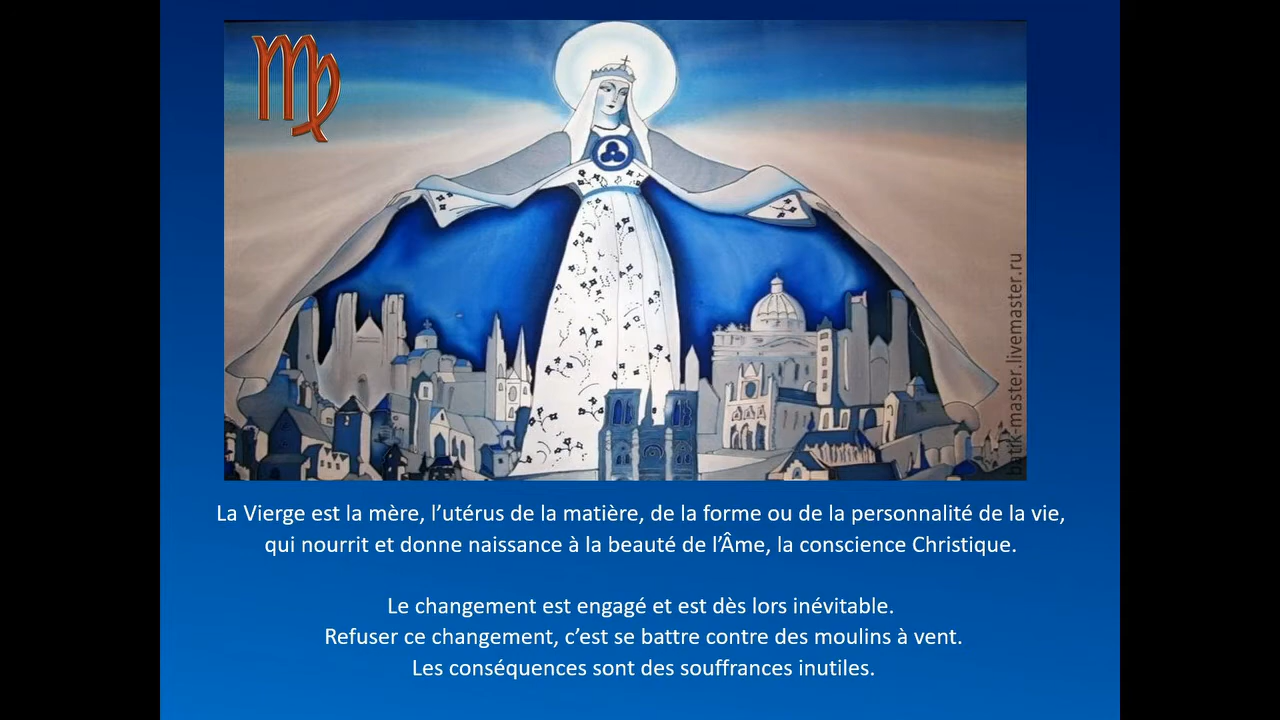 batik-master.livemaster.ru
La Vierge est la mère, l’utérus de la matière, de la forme ou de la personnalité de la vie,
qui nourrit et donne naissance à la beauté de l’Âme, la conscience Christique.
Le changement est engagé et est dès lors inévitable.
Refuser ce changement, c’est se battre contre des moulins à vent.
Les conséquences sont des souffrances inutiles.